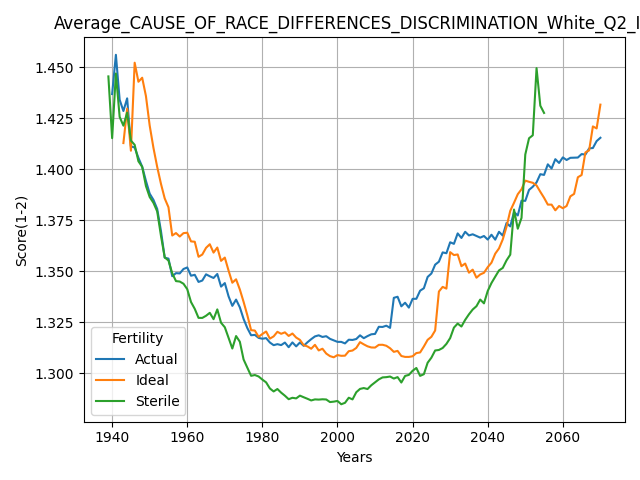 Average_CAUSE_OF_RACE_DIFFERENCES_DISCRIMINATION_White_Q2_I
Score(1-2)
1.450
1.425
1.400
1.375
1.350
1.325
1.300
Fertility
Actual
Ideal
Sterile
1940 1960 1980 2000 2020 2040 2060
Years